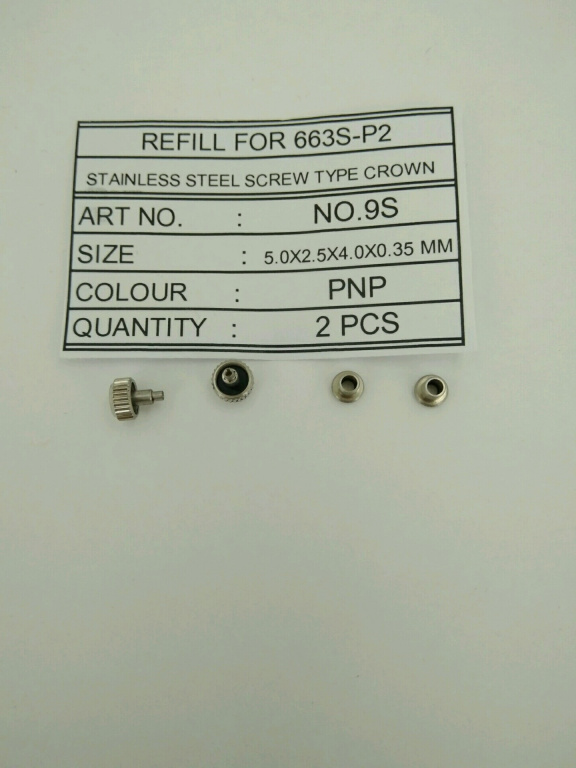 REFILL FOR 663S-P2
STAINLESS STEEL SCREW TYPE CROWN
ART NO. : NO.9S
SIZE : 5.0X2.5X4.0X0.35 MM
COLOUR : PNP
QUANTITY : 2 PCS